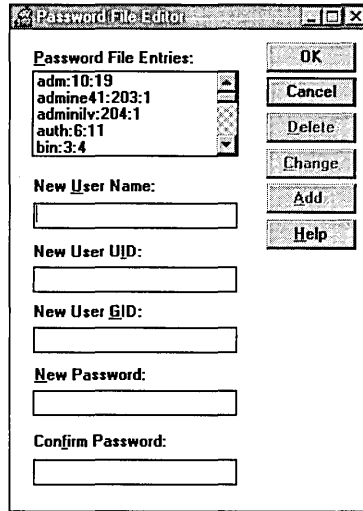 Password File Editor
Password File Entries:
adm:10:19
admine41:203:1
adminilv:204:1
auth:6:11
bin:3:4
New User Name:
New User UID:
New User GID:
New Password:
Confirm Password:
OK
Cancel
Delete
Change
Add
Help